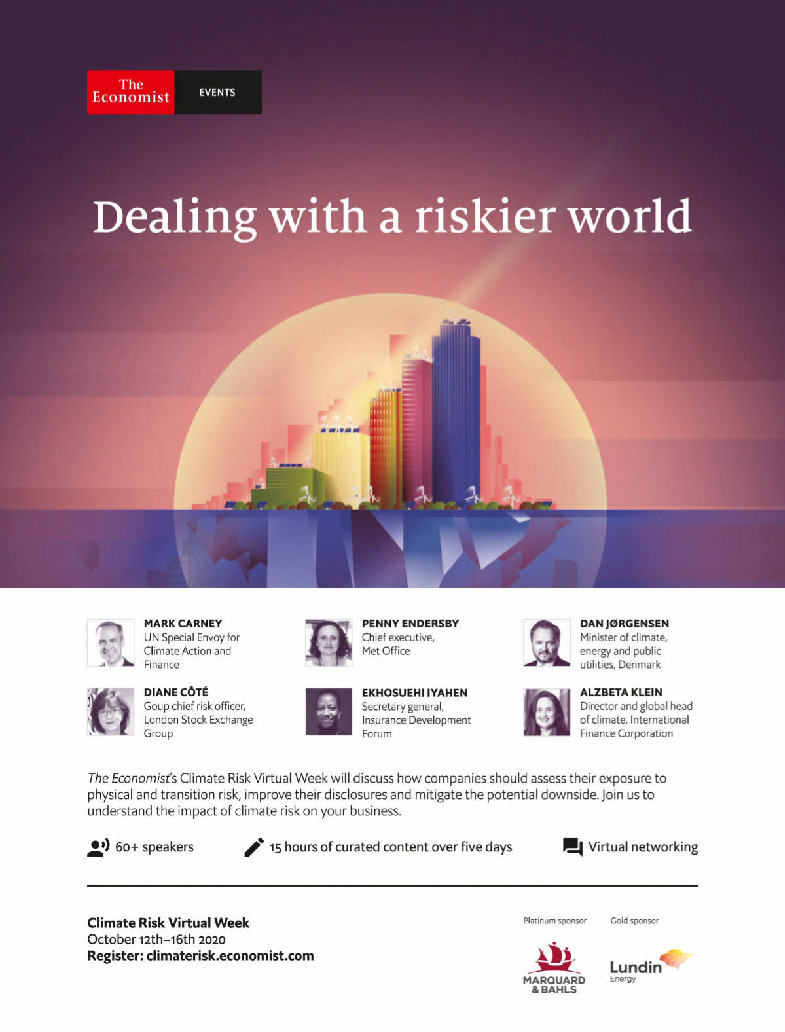 The
Economist
EVENTS
Dealing with a riskier world
MARK CARNEY
UN Special Envoy for
Climate Action and
Finance
PENNY ENDERSBY
Chief executive,
Met Office
DAN JØRGENSEN
Minister of climate,
energy and public
utilities, Denmark
DIANE CÔTÉ
Goup chief risk officer,
London Stock Exchange
Group
EKHOSUEHI IYAHEN
Secretary general,
Insurance Development
Forum
ALZBETA KLEIN
Director and global head
of climate, International
Finance Corporation
The Economist's Climate Risk Virtual Week will discuss how companies should assess their exposure to
physical and transition risk, improve their disclosures and mitigate the potential downside. Join us to
understand the impact of climate risk on your business.
60+ speakers
15 hours of curated content over five days
Virtual networking
Climate Risk Virtual Week
October 12th–16th 2020
Register: climaterisk.economist.com
Platinum sponsor
MARQUARD
& BAHLS
Gold sponsor
Lundin
Energy